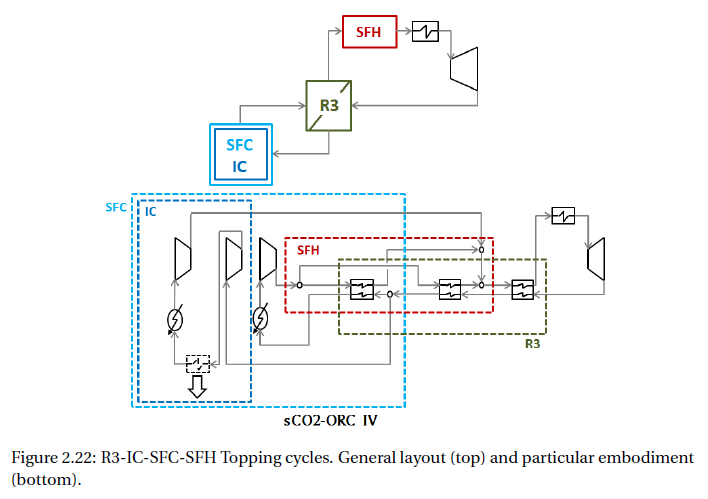 SFH
R3
SFC
IC
SFC
IC
SFH
R3
sCO2-ORC IV
Figure 2.22: R3-IC-SFC-SFH Topping cycles. General layout (top) and particular embodiment
(bottom).